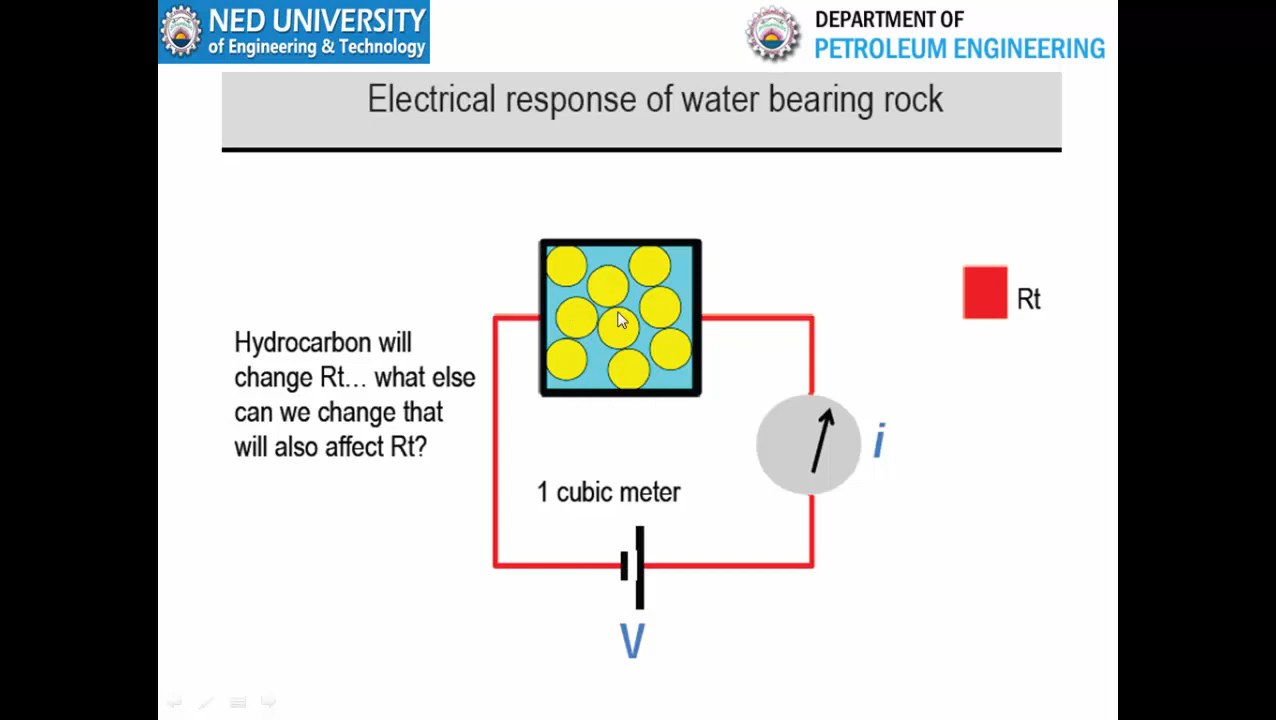 NED UNIVERSITY
of Engineering & Technology
DEPARTMENT OF
PETROLEUM ENGINEERING
Electrical response of water bearing rock
Rt
Hydrocarbon will
change Rt... what else
can we change that
will also affect Rt?
i
1 cubic meter
V